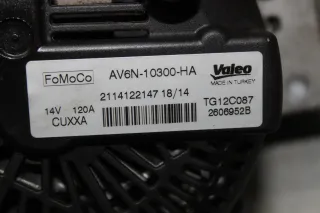 FoMoCo AV6N-10300-HA Valeo
MADE IN TURKEY
2114122147 18/14
14V 120A TG12C087
CUXXA 2606952B